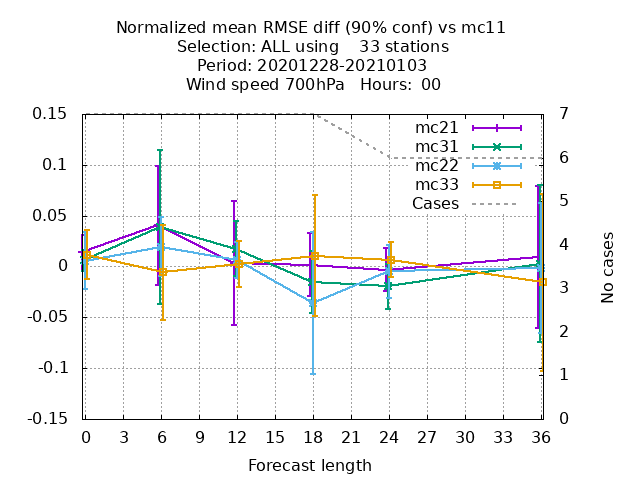 Normalized mean RMSE diff (90% conf) vs mc11
Selection: ALL using    33 stations
Period: 20201228-20210103
Wind speed 700hPa   Hours:  00
0.15
0.1
0.05
0
-0.05
-0.1
-0.15
7
6
5
4
3
2
1
0
No cases
mc21
mc31
mc22
mc33
Cases
0 3 6 9 12 15 18 21 24 27 30 33 36
Forecast length